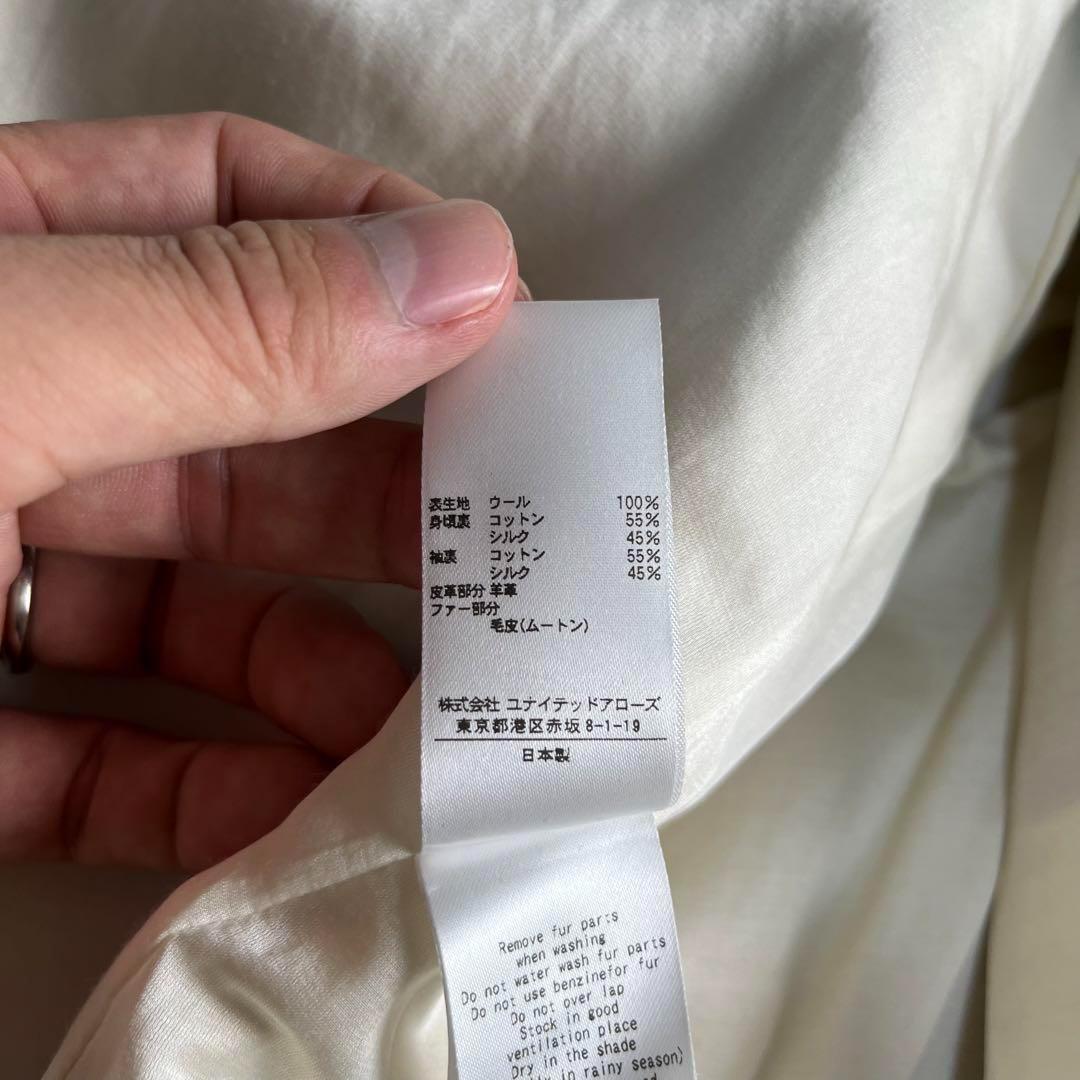 表生地 ウール 100%
身頃裏 コットン 55%
シルク 45%
袖裏 コットン 55%
シルク 45%
皮革部分 羊革
ファー部分
毛皮(ムートン)
株式会社 ユナイテッドアローズ
東京都港区赤坂 8-1-19
日本製
Remove fur parts
when washing
Do not water wash fur parts
Do not use benzinefor fur
Do not over lap
Stock in good
ventilation place
Dry in the shade
in rainy season)